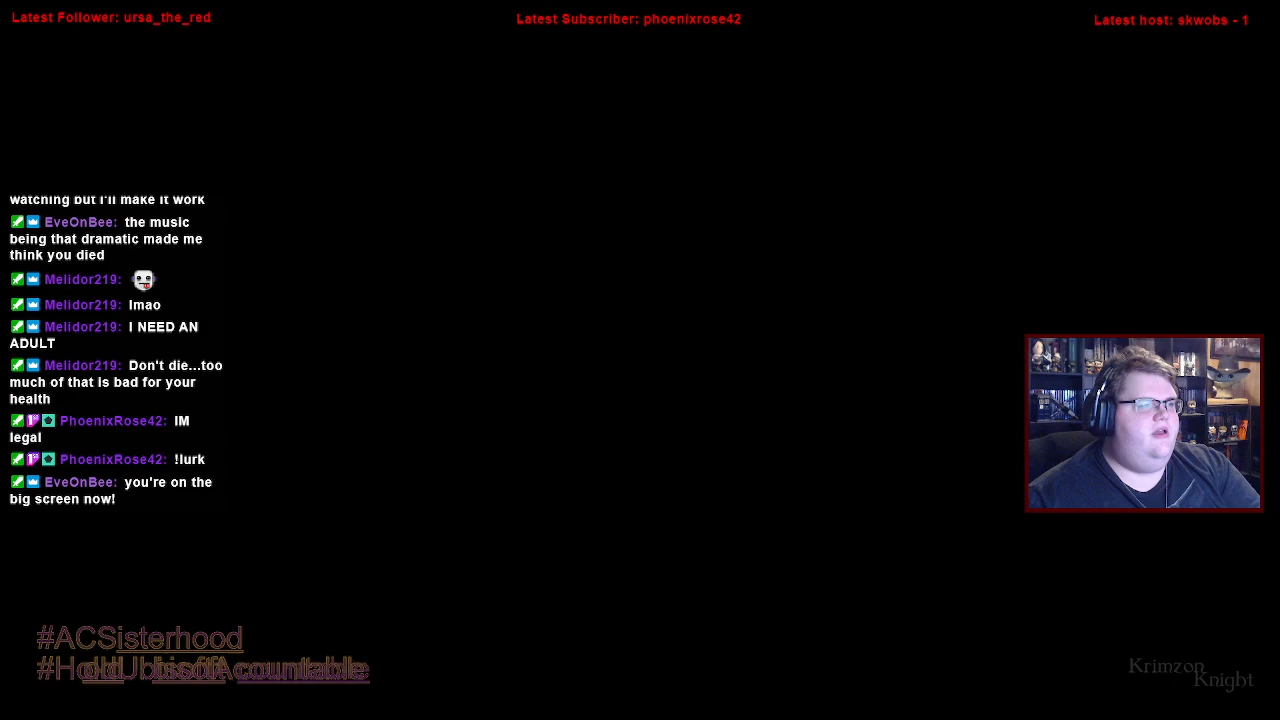 Latest Follower: ursa_the_red
Latest Subscriber: phoenixrose42
Latest host: skwobs - 1
watching but I'll make it work
EveOnBee: the music
being that dramatic made me
think you died
Melidor219:
Melidor219: lmao
Melidor219: I NEED AN
ADULT
Melidor219: Don't die...too
much of that is bad for your
health
PhoenixRose42: IM
legal
PhoenixRose42: !lurk
EveOnBee: you're on the
big screen now!
#ACSisterhood
Krimzon
Knight